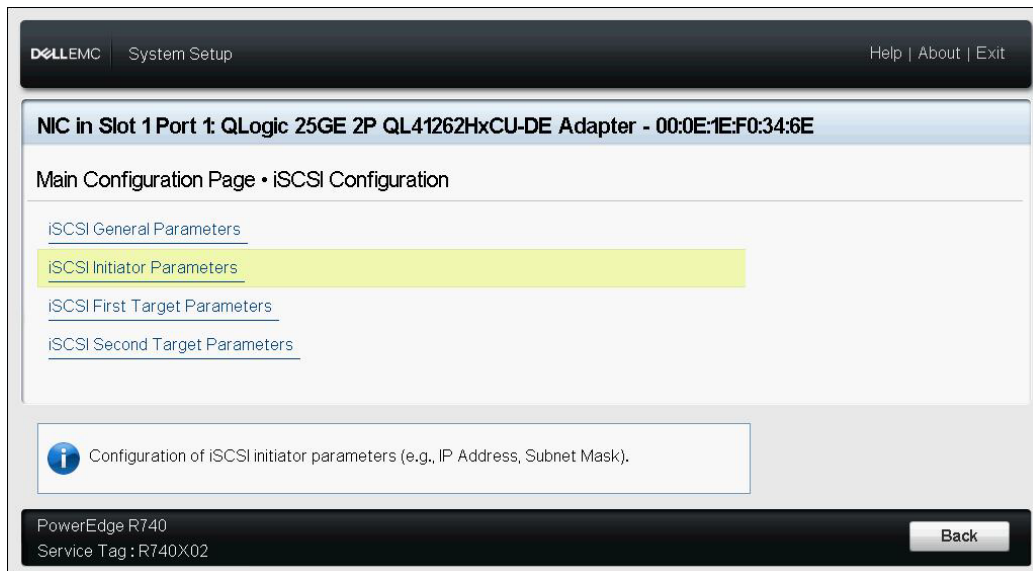 DELLEMC System Setup Help | About | Exit
NIC in Slot 1 Port 1: QLogic 25GE 2P QL41262HxCU-DE Adapter - 00:0E:1E:F0:34:6E
Main Configuration Page • iSCSI Configuration
iSCSI General Parameters
iSCSI Initiator Parameters
iSCSI First Target Parameters
iSCSI Second Target Parameters
Configuration of iSCSI initiator parameters (e.g., IP Address, Subnet Mask).
PowerEdge R740
Service Tag : R740X02
Back